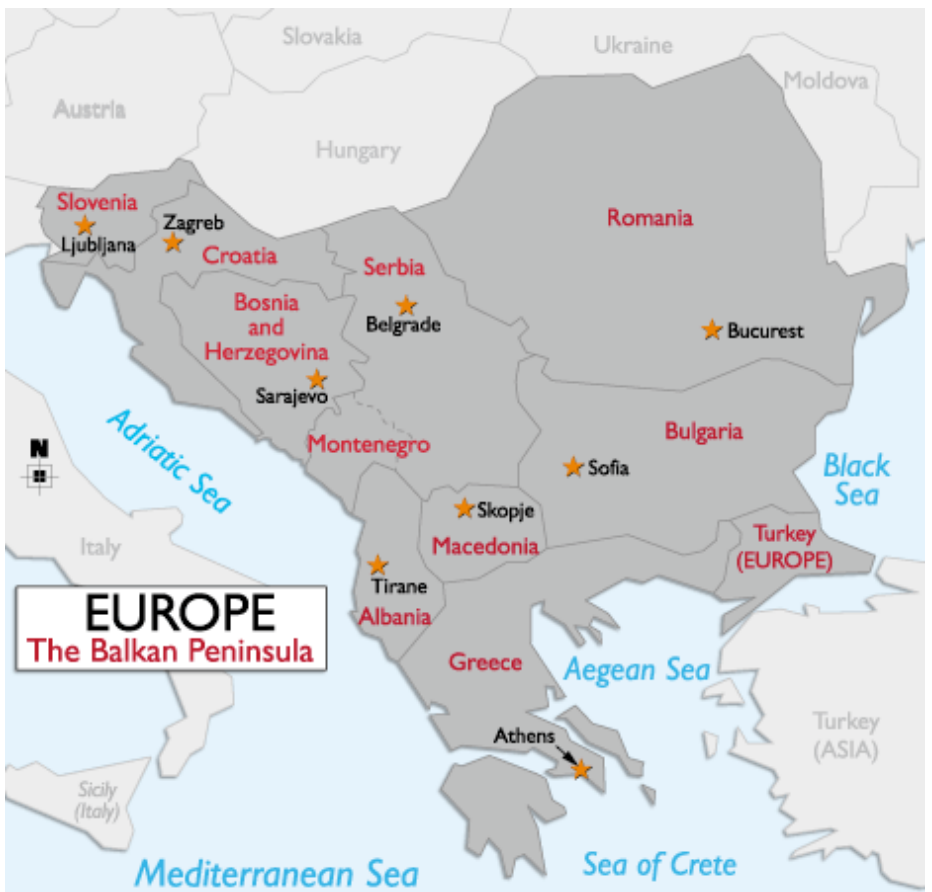 Slovakia
Ukraine
Moldova
Austria
Hungary
Slovenia
Ljubljana
Zagreb
Croatia
Serbia
Belgrade
Romania
Bucurest
Bosnia
and
Herzegovina
Sarajevo
Montenegro
Bulgaria
Sofia
Adriatic Sea
Black
Sea
N
Italy
Skopje
Macedonia
Turkey
(EUROPE)
Tirane
Albania
EUROPE
The Balkan Peninsula
Greece
Aegean Sea
Athens
Turkey
(ASIA)
Sicily
(Italy)
Mediterranean Sea
Sea of Crete